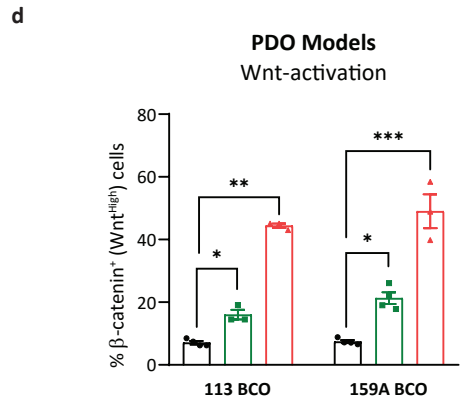 d
PDO Models
Wnt-activation
% β-catenin⁺ (Wntᴴⁱᵍʰ) cells
80
60
40
20
0
**
*
***
*
113 BCO
159A BCO